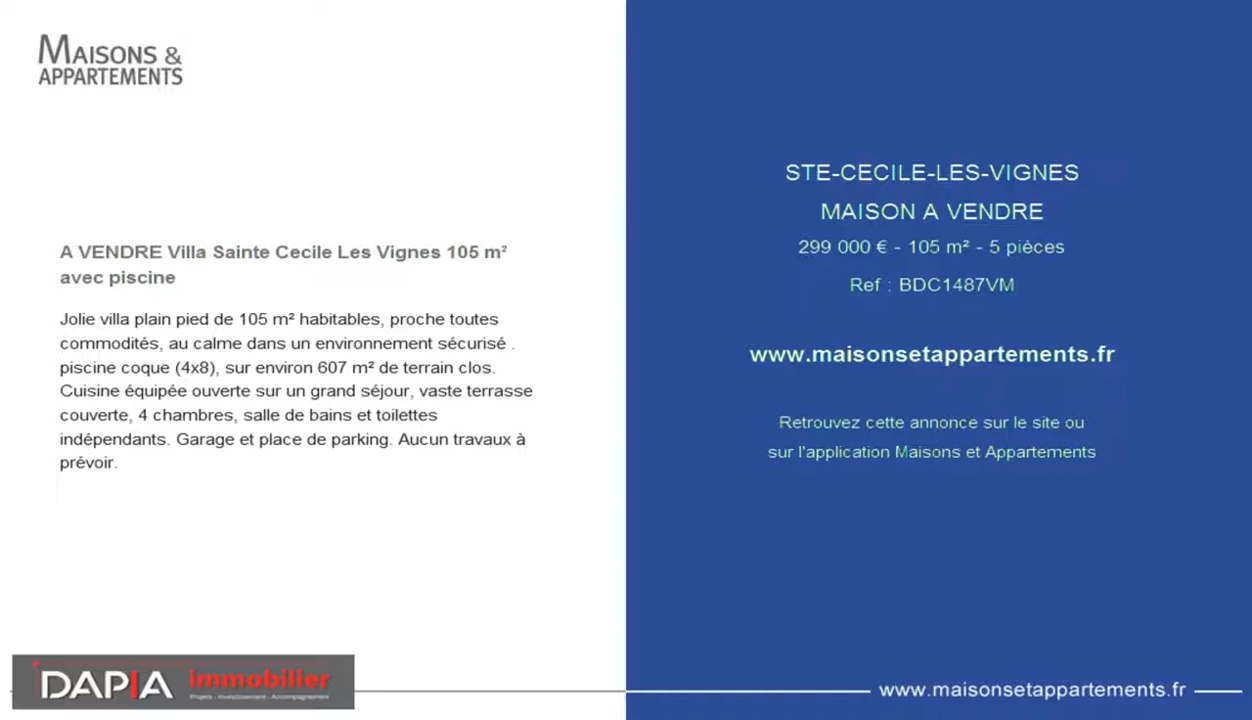 MAISONS &
APPARTEMENTS
A VENDRE Villa Sainte Cecile Les Vignes 105 m²
avec piscine
Jolie villa plain pied de 105 m² habitables, proche toutes
commodités, au calme dans un environnement sécurisé .
piscine coque (4x8), sur environ 607 m² de terrain clos.
Cuisine équipée ouverte sur un grand séjour, vaste terrasse
couverte, 4 chambres, salle de bains et toilettes
indépendants. Garage et place de parking. Aucun travaux à
prévoir.
DAPIA immobilier
Projets - Investissement - Accompagnement
STE-CECILE-LES-VIGNES
MAISON A VENDRE
299 000 € - 105 m² - 5 pièces
Ref : BDC1487VM
www.maisonsetappartements.fr
Retrouvez cette annonce sur le site ou
sur l'application Maisons et Appartements
www.maisonsetappartements.fr